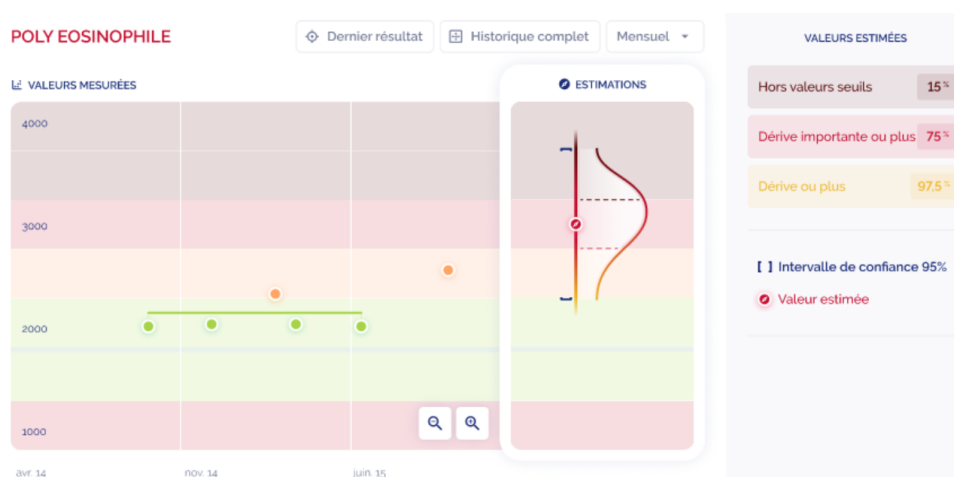 POLY EOSINOPHILE
Dernier résultat
Historique complet
Mensuel
VALEURS MESURÉES
ESTIMATIONS
4000
3000
2000
1000
avr. 14
nov. 14
juin. 15
VALEURS ESTIMÉES
Hors valeurs seuils 15 %
Dérive importante ou plus 75 %
Dérive ou plus 97,5 %
[ ] Intervalle de confiance 95%
Valeur estimée